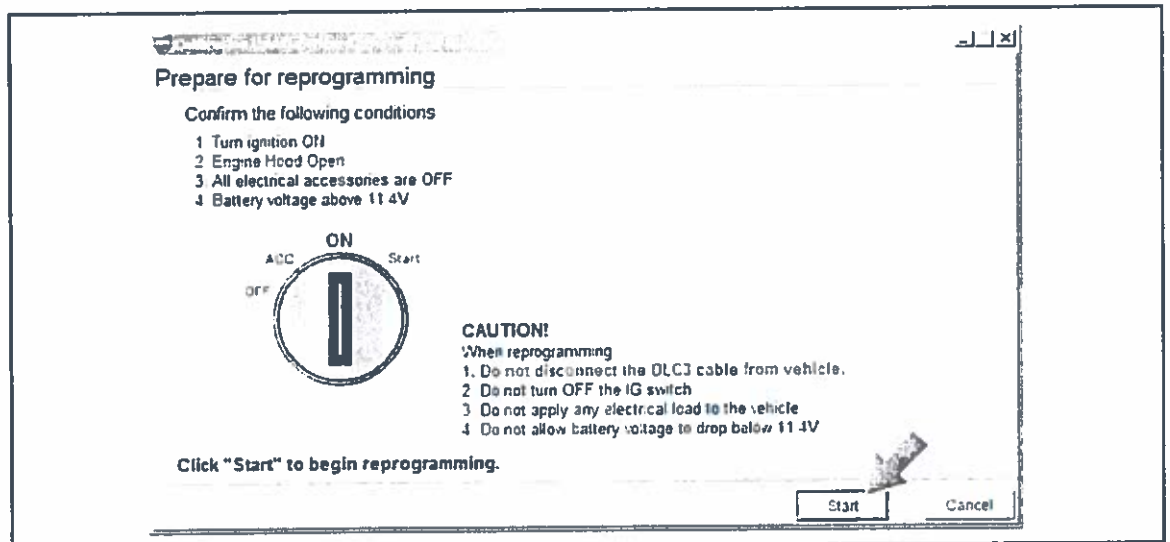 Prepare for reprogramming
Confirm the following conditions
1 Turn ignition ON
2 Engine Hood Open
3. All electrical accessories are OFF
4 Battery voltage above 11.4V
ON
ACC
Start
OFF
CAUTION!
When reprogramming
1. Do not disconnect the DLC3 cable from vehicle.
2 Do not turn OFF the IG switch
3 Do not apply any electrical load to the vehicle
4 Do not allow battery voltage to drop below 11.4V
Click "Start" to begin reprogramming.
Start
Cancel